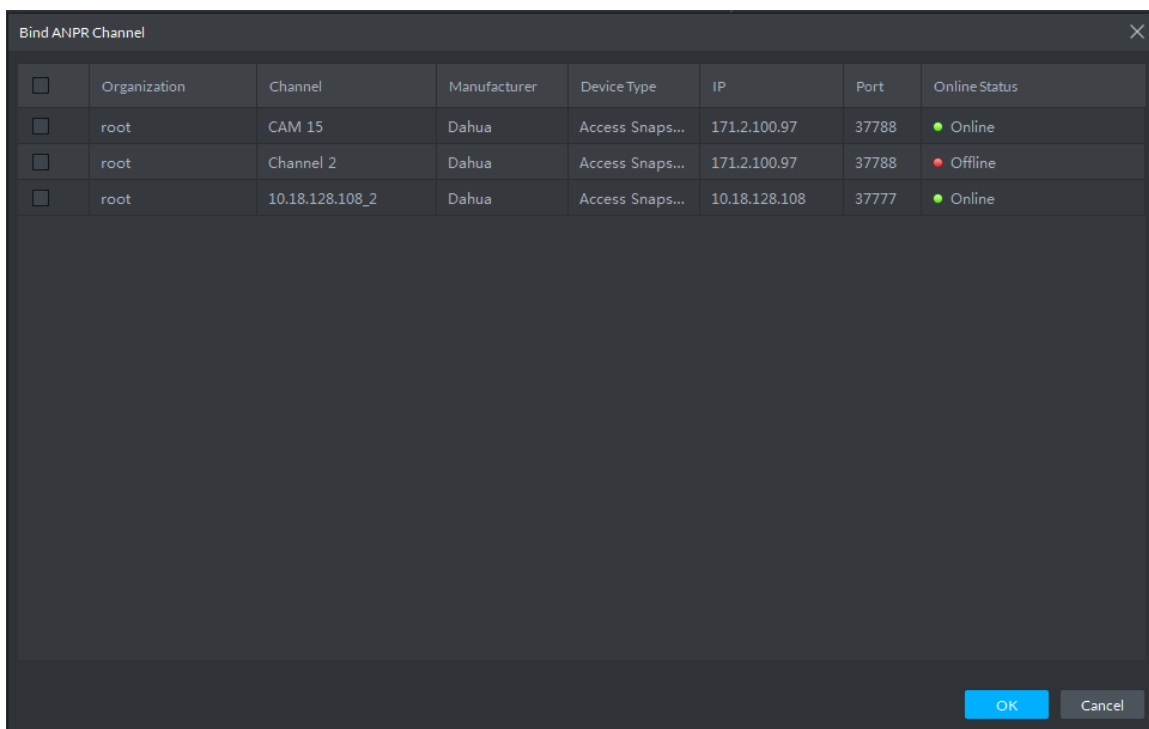 Bind ANPR Channel
Organization Channel Manufacturer Device Type IP Port Online Status
root CAM 15 Dahua Access Snaps... 171.2.100.97 37788 Online
root Channel 2 Dahua Access Snaps... 171.2.100.97 37788 Offline
root 10.18.128.108_2 Dahua Access Snaps... 10.18.128.108 37777 Online
OK Cancel